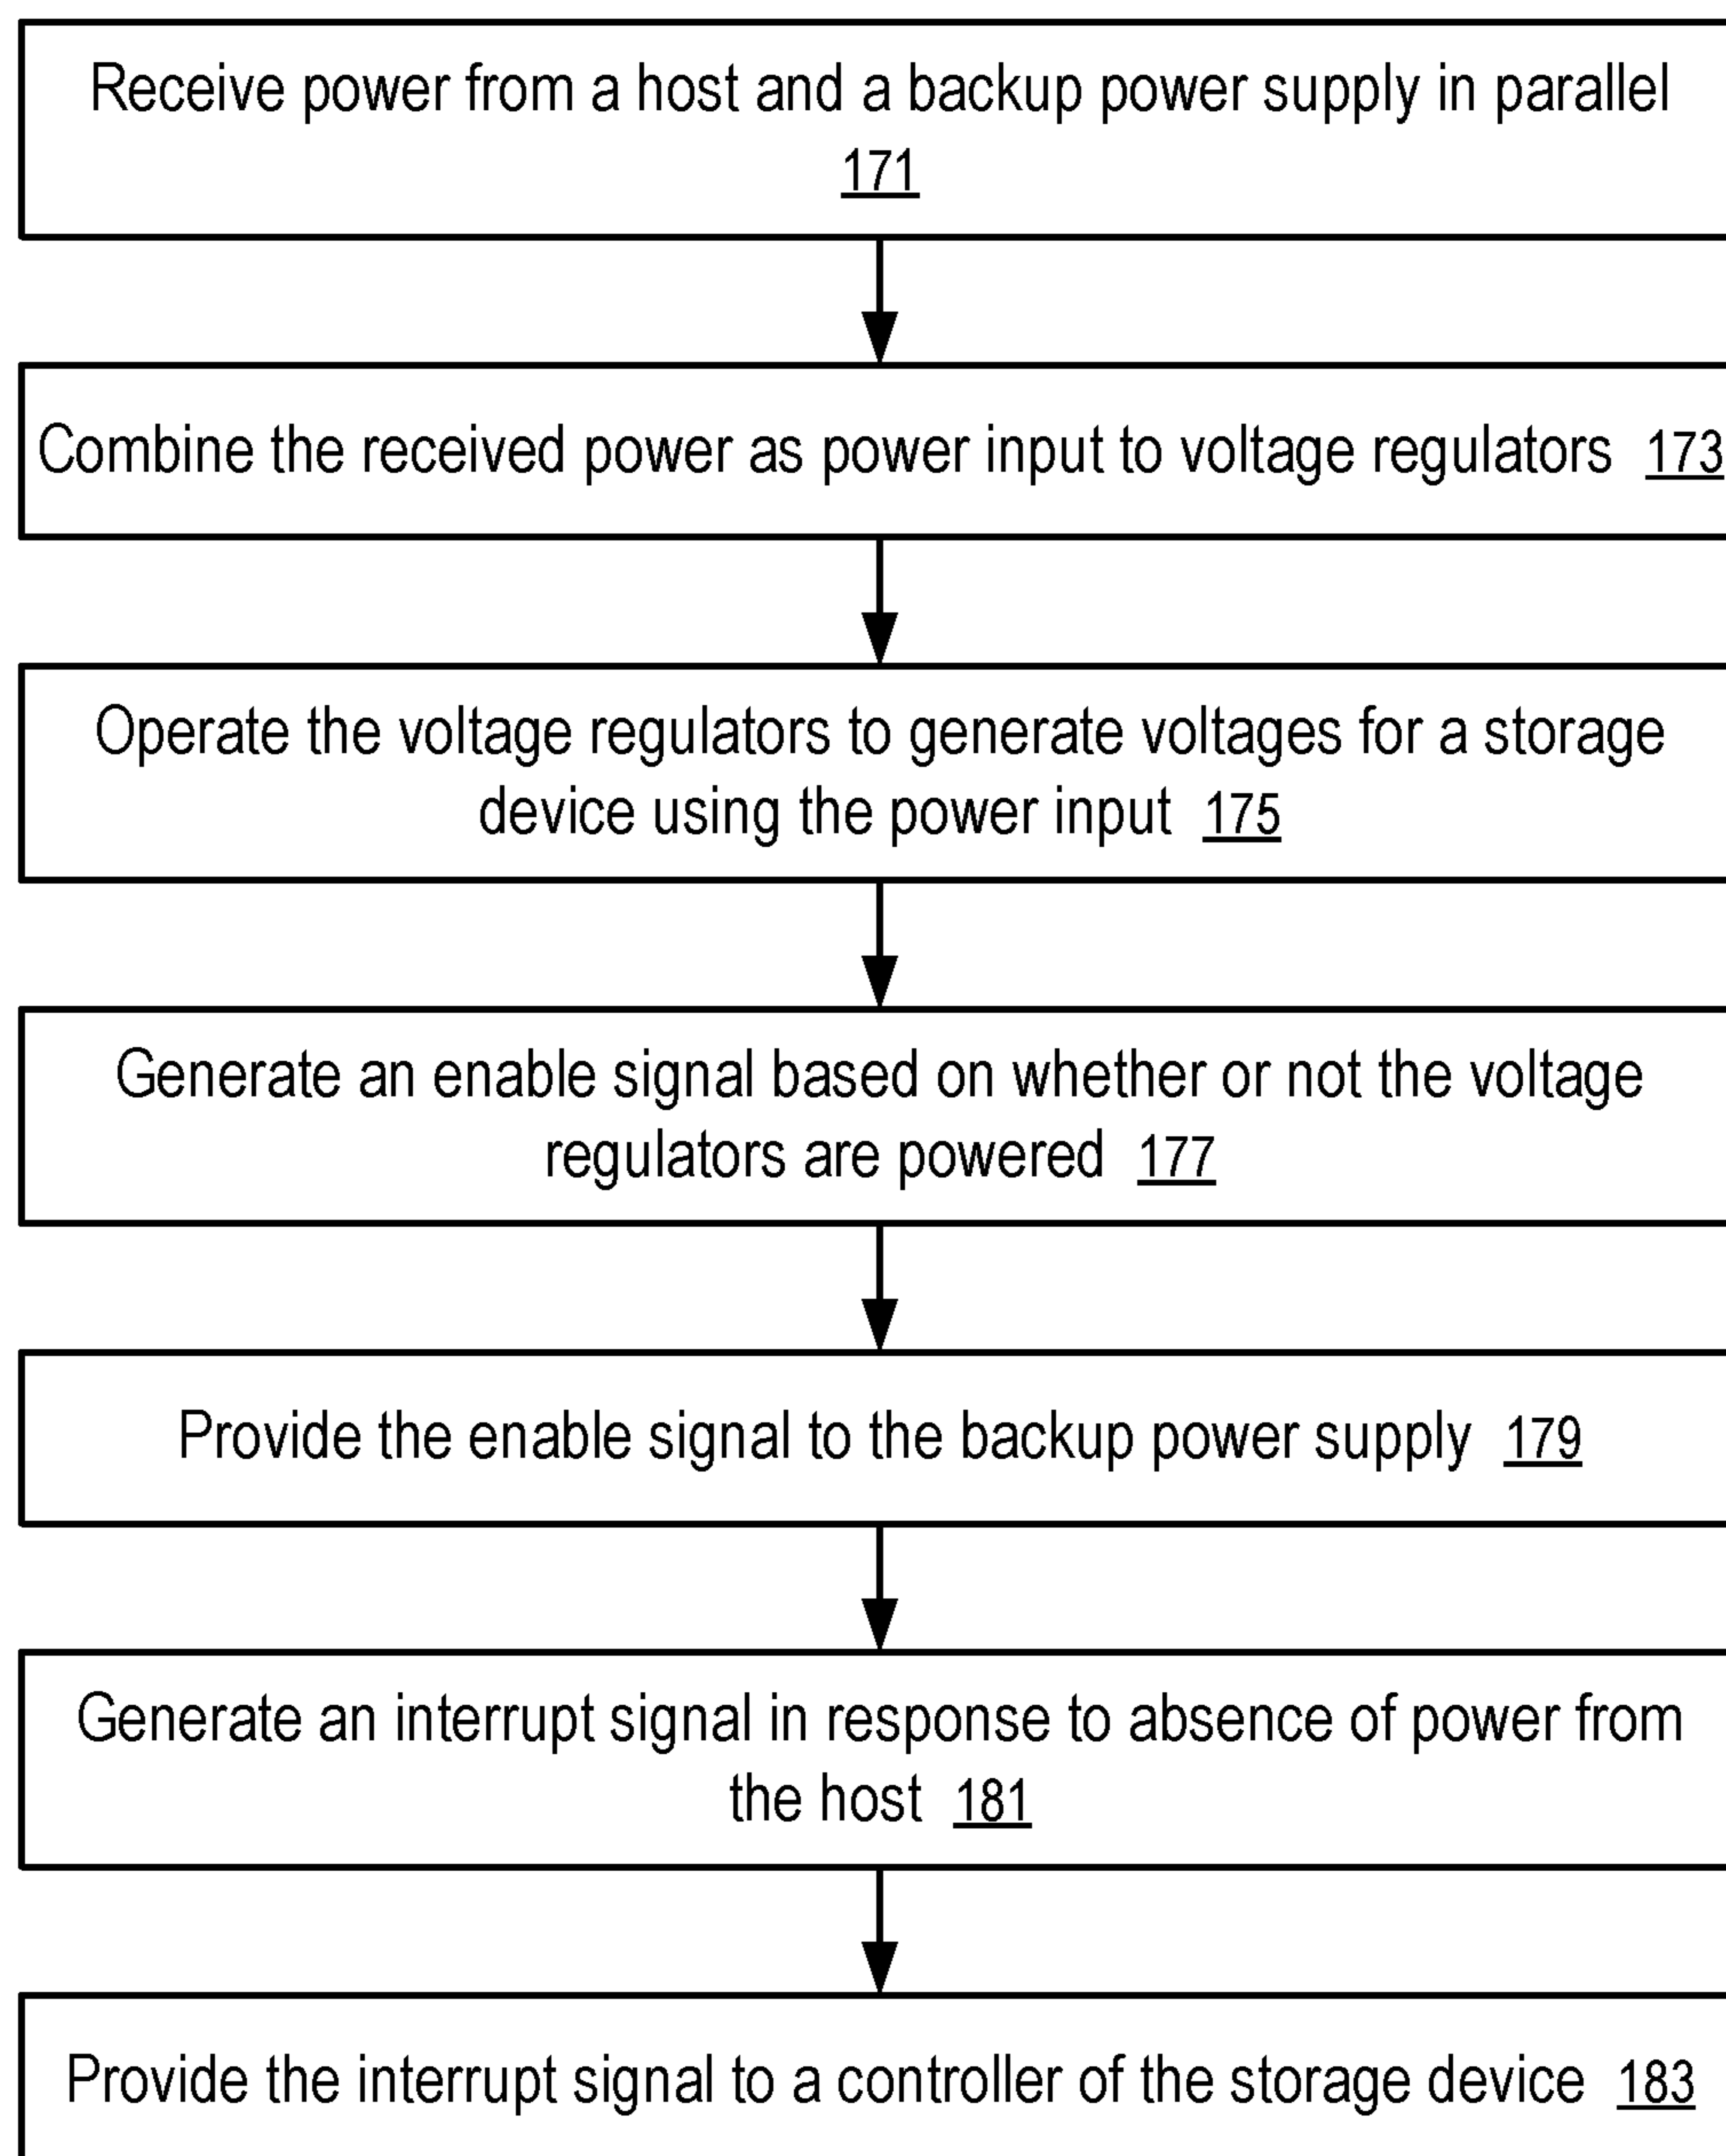 Receive power from a host and a backup power supply in parallel
171
Combine the received power as power input to voltage regulators 173
Operate the voltage regulators to generate voltages for a storage
device using the power input 175
Generate an enable signal based on whether or not the voltage
regulators are powered 177
Provide the enable signal to the backup power supply 179
Generate an interrupt signal in response to absence of power from
the host 181
Provide the interrupt signal to a controller of the storage device 183